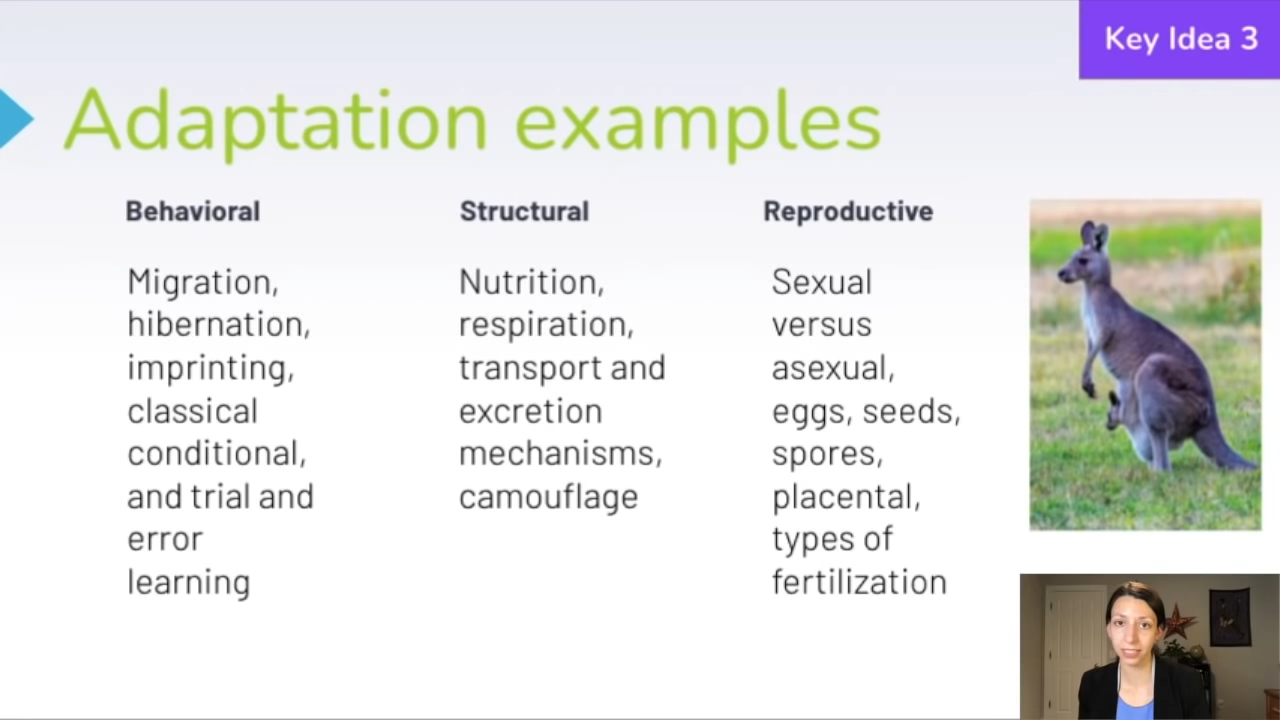 Key Idea 3
Adaptation examples
Behavioral
Migration,
hibernation,
imprinting,
classical
conditional,
and trial and
error
learning
Structural
Nutrition,
respiration,
transport and
excretion
mechanisms,
camouflage
Reproductive
Sexual
versus
asexual,
eggs, seeds,
spores,
placental,
types of
fertilization